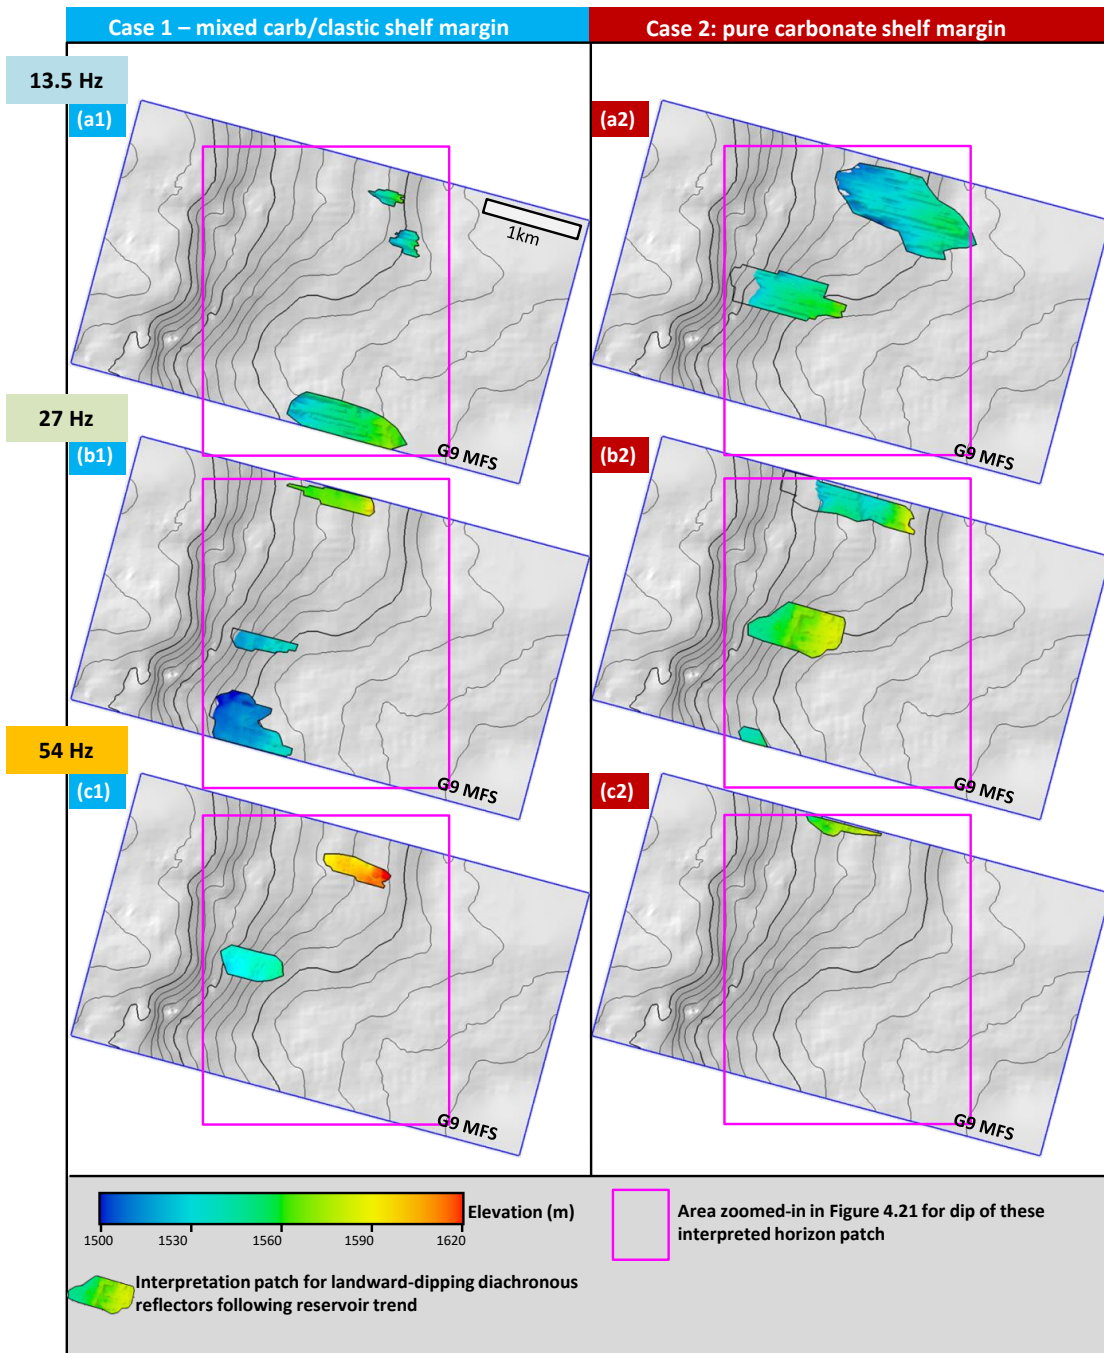 Case 1 – mixed carb/clastic shelf margin
Case 2: pure carbonate shelf margin
13.5 Hz
(a1)
(a2)
1km
G9 MFS
27 Hz
(b1)
(b2)
G9 MFS
G9 MFS
54 Hz
(c1)
(c2)
G9 MFS
G9 MFS
Elevation (m)
1500 1530 1560 1590 1620
Area zoomed-in in Figure 4.21 for dip of these
interpreted horizon patch
Interpretation patch for landward-dipping diachronous
reflectors following reservoir trend